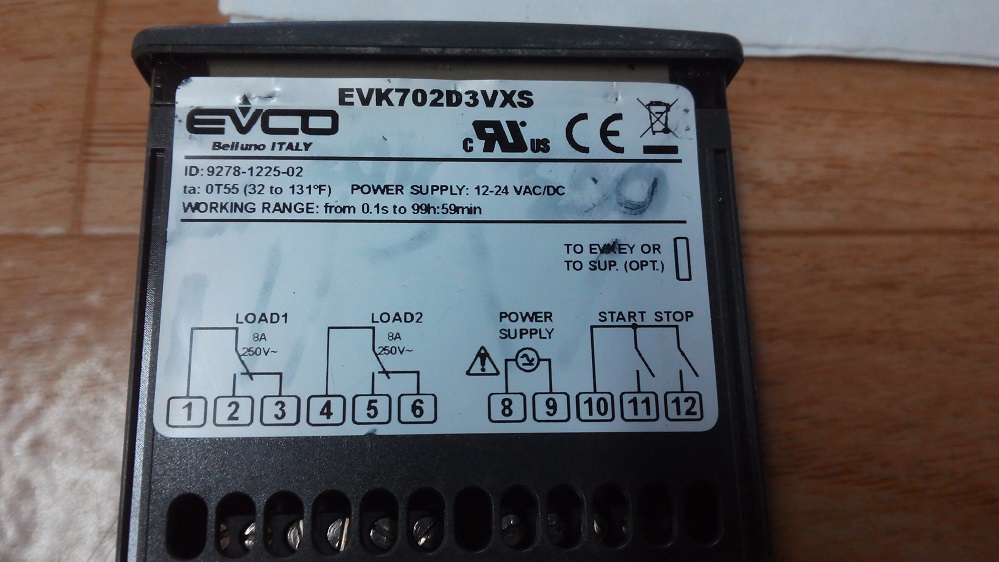 EVK702D3VXS
EVCO
Belluno ITALY
c RU US CE
ID: 9278-1225-02
ta: 0T55 (32 to 131°F) POWER SUPPLY: 12-24 VAC/DC
WORKING RANGE: from 0.1s to 99h:59min
TO EVKEY OR
TO SUP. (OPT.)
LOAD1 LOAD2 POWER SUPPLY START STOP
8A 8A
250V~ 250V~
1 2 3 4 5 6 8 9 10 11 12